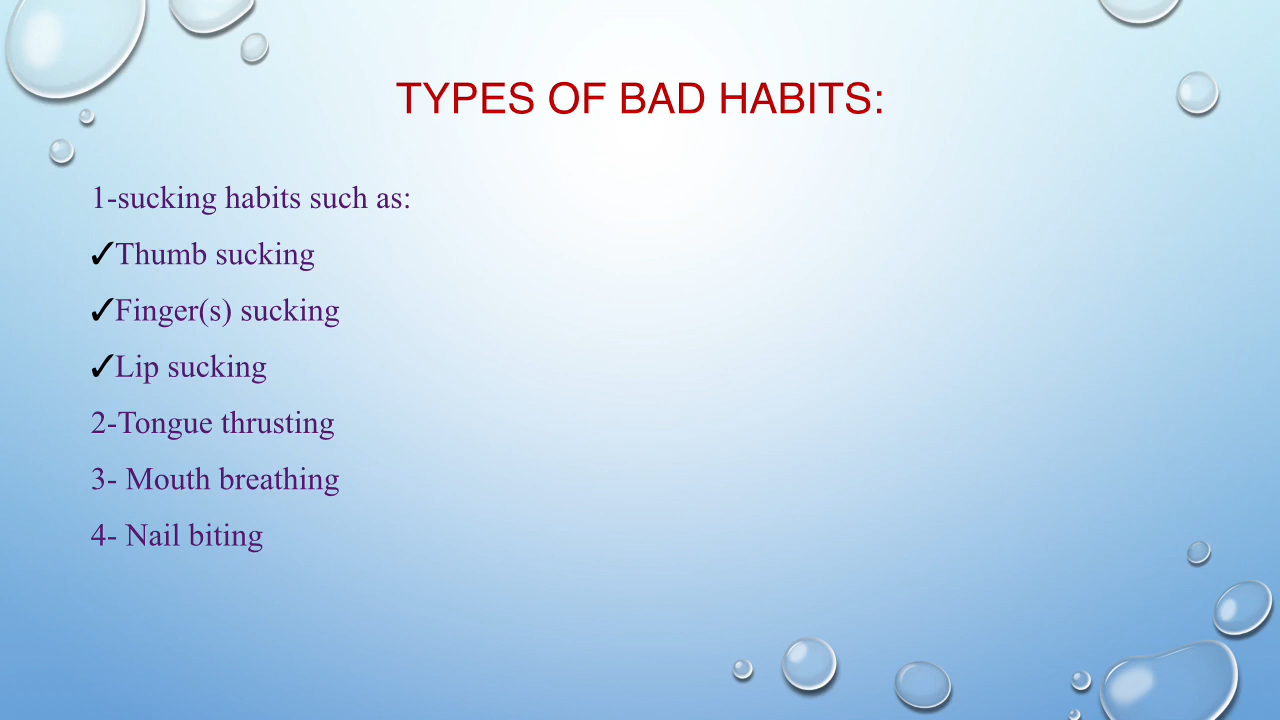 TYPES OF BAD HABITS:
1-sucking habits such as:
✓Thumb sucking
✓Finger(s) sucking
✓Lip sucking
2-Tongue thrusting
3- Mouth breathing
4- Nail biting